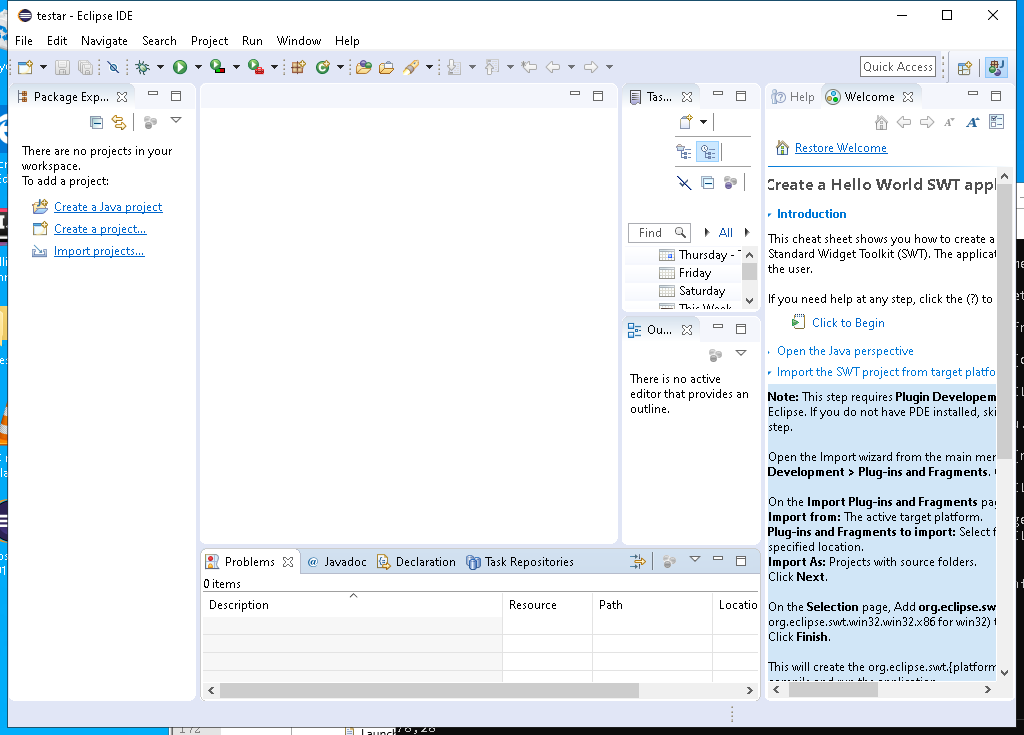 testar - Eclipse IDE
File Edit Navigate Search Project Run Window Help
Quick Access
Package Exp...
There are no projects in your
workspace.
To add a project:
Create a Java project
Create a project...
Import projects...
Tas...
Find
All
Thursday -
Friday
Saturday
This Week
Ou...
There is no active
editor that provides an
outline.
Help
Welcome
Restore Welcome
Create a Hello World SWT appl
Introduction
This cheat sheet shows you how to create a
Standard Widget Toolkit (SWT). The applicat
the user.
If you need help at any step, click the (?) to
Click to Begin
Open the Java perspective
Import the SWT project from target platfo
Note: This step requires Plugin Developem
Eclipse. If you do not have PDE installed, ski
step.
Open the Import wizard from the main mer
Development > Plug-ins and Fragments.
On the Import Plug-ins and Fragments pag
Import from: The active target platform.
Plug-ins and Fragments to import: Select f
specified location.
Import As: Projects with source folders.
Click Next.
On the Selection page, Add org.eclipse.sw
org.eclipse.swt.win32.win32.x86 for win32) t
Click Finish.
This will create the org.eclipse.swt.{platform
compile and run the application.
Problems
@ Javadoc
Declaration
Task Repositories
0 items
Description Resource Path Locatio
172
Launch